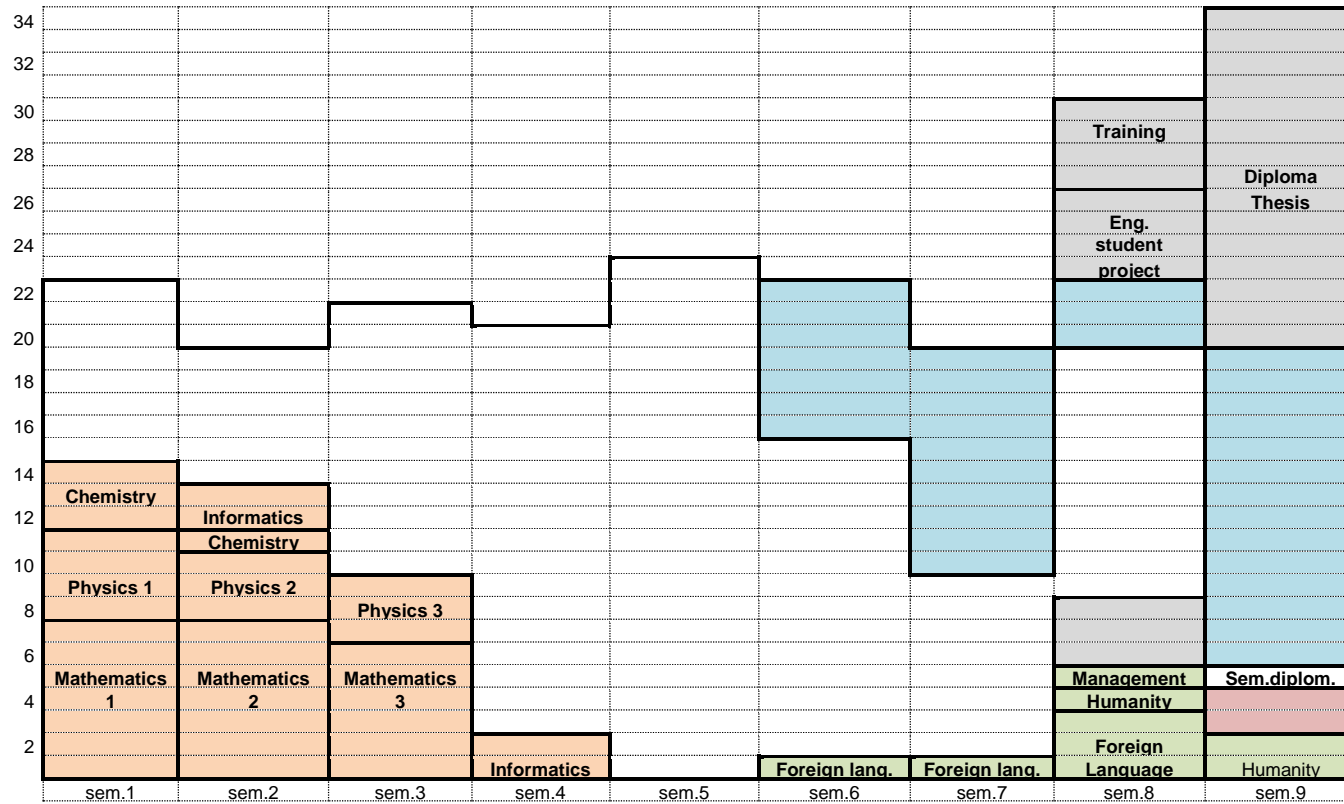 34
32
30
Training
28
Diploma
26
Thesis
Eng.
24
student
project
22
20
18
16
14
Chemistry
12
Informatics
Chemistry
10
Physics 1
Physics 2
8
Physics 3
6
Mathematics
Mathematics
Mathematics
Management
Sem.diplom.
4
1
2
3
Humanity
2
Foreign
Informatics
Foreign lang.
Foreign lang.
Language
Humanity
sem.1
sem.2
sem.3
sem.4
sem.5
sem.6
sem.7
sem.8
sem.9